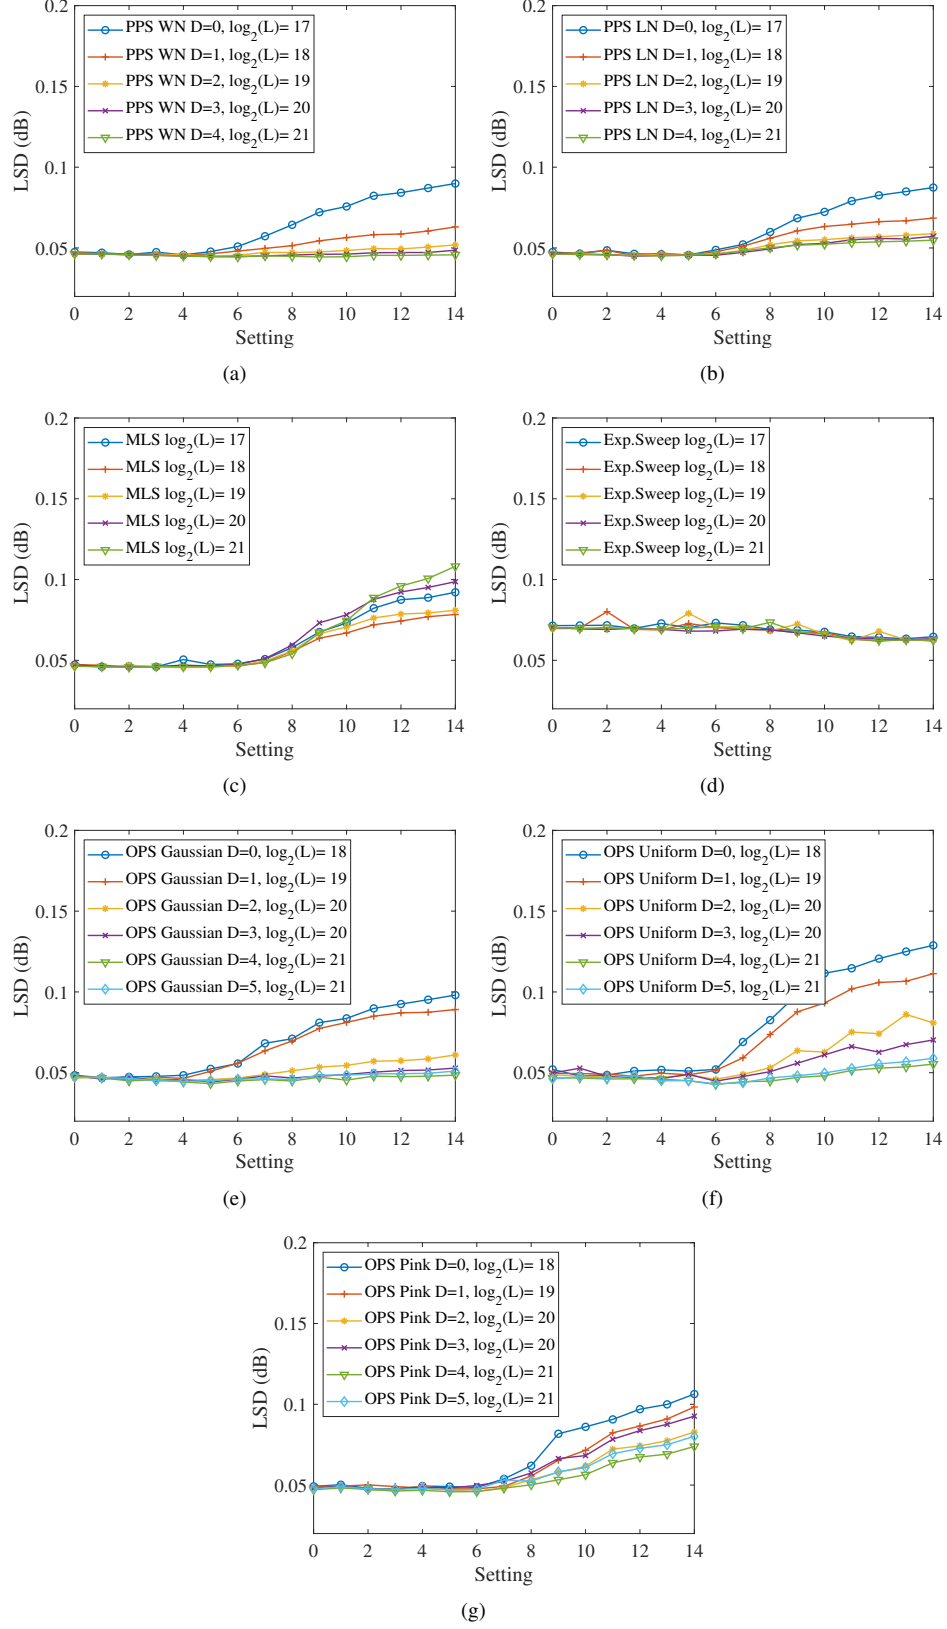 0.2
PPS WN D=0, log2(L)= 17
PPS WN D=1, log2(L)= 18
PPS WN D=2, log2(L)= 19
PPS WN D=3, log2(L)= 20
PPS WN D=4, log2(L)= 21
0.15
0.1
0.05
LSD (dB)
0 2 4 6 8 10 12 14
Setting
(a)
0.2
PPS LN D=0, log2(L)= 17
PPS LN D=1, log2(L)= 18
PPS LN D=2, log2(L)= 19
PPS LN D=3, log2(L)= 20
PPS LN D=4, log2(L)= 21
0.15
0.1
0.05
LSD (dB)
0 2 4 6 8 10 12 14
Setting
(b)
0.2
MLS log2(L)= 17
MLS log2(L)= 18
MLS log2(L)= 19
MLS log2(L)= 20
MLS log2(L)= 21
0.15
0.1
0.05
LSD (dB)
0 2 4 6 8 10 12 14
Setting
(c)
0.2
Exp.Sweep log2(L)= 17
Exp.Sweep log2(L)= 18
Exp.Sweep log2(L)= 19
Exp.Sweep log2(L)= 20
Exp.Sweep log2(L)= 21
0.15
0.1
0.05
LSD (dB)
0 2 4 6 8 10 12 14
Setting
(d)
0.2
OPS Gaussian D=0, log2(L)= 18
OPS Gaussian D=1, log2(L)= 19
OPS Gaussian D=2, log2(L)= 20
OPS Gaussian D=3, log2(L)= 20
OPS Gaussian D=4, log2(L)= 21
OPS Gaussian D=5, log2(L)= 21
0.15
0.1
0.05
LSD (dB)
0 2 4 6 8 10 12 14
Setting
(e)
0.2
OPS Uniform D=0, log2(L)= 18
OPS Uniform D=1, log2(L)= 19
OPS Uniform D=2, log2(L)= 20
OPS Uniform D=3, log2(L)= 20
OPS Uniform D=4, log2(L)= 21
OPS Uniform D=5, log2(L)= 21
0.15
0.1
0.05
LSD (dB)
0 2 4 6 8 10 12 14
Setting
(f)
0.2
OPS Pink D=0, log2(L)= 18
OPS Pink D=1, log2(L)= 19
OPS Pink D=2, log2(L)= 20
OPS Pink D=3, log2(L)= 20
OPS Pink D=4, log2(L)= 21
OPS Pink D=5, log2(L)= 21
0.15
0.1
0.05
LSD (dB)
0 2 4 6 8 10 12 14
Setting
(g)